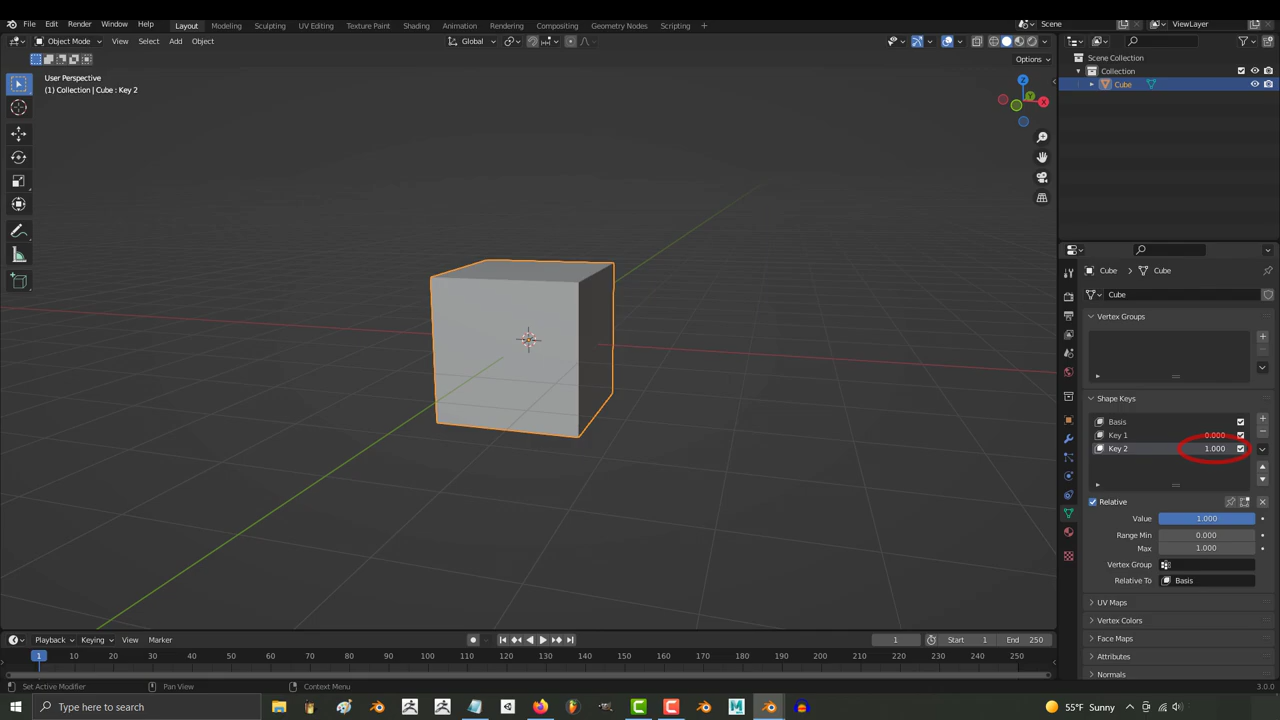 File Edit Render Window Help
Layout Modeling Sculpting UV Editing Texture Paint Shading Animation Rendering Compositing Geometry Nodes Scripting +
Scene
ViewLayer
Object Mode View Select Add Object
Global
Options
User Perspective
(1) Collection | Cube : Key 2
Z
Y
X
Scene Collection
Collection
Cube
Cube Cube
Cube
Vertex Groups
Shape Keys
Basis
Key 1 0.000
Key 2 1.000
Relative
Value 1.000
Range Min 0.000
Max 1.000
Vertex Group
Relative To Basis
UV Maps
Vertex Colors
Face Maps
Attributes
Normals
Playback Keying View Marker
1
Start 1
End 250
1 10 20 30 40 50 60 70 80 90 100 110 120 130 140 150 160 170 180 190 200 210 220 230 240 250
Set Active Modifier
Pan View
Context Menu
3.0.0
Type here to search
55°F Sunny